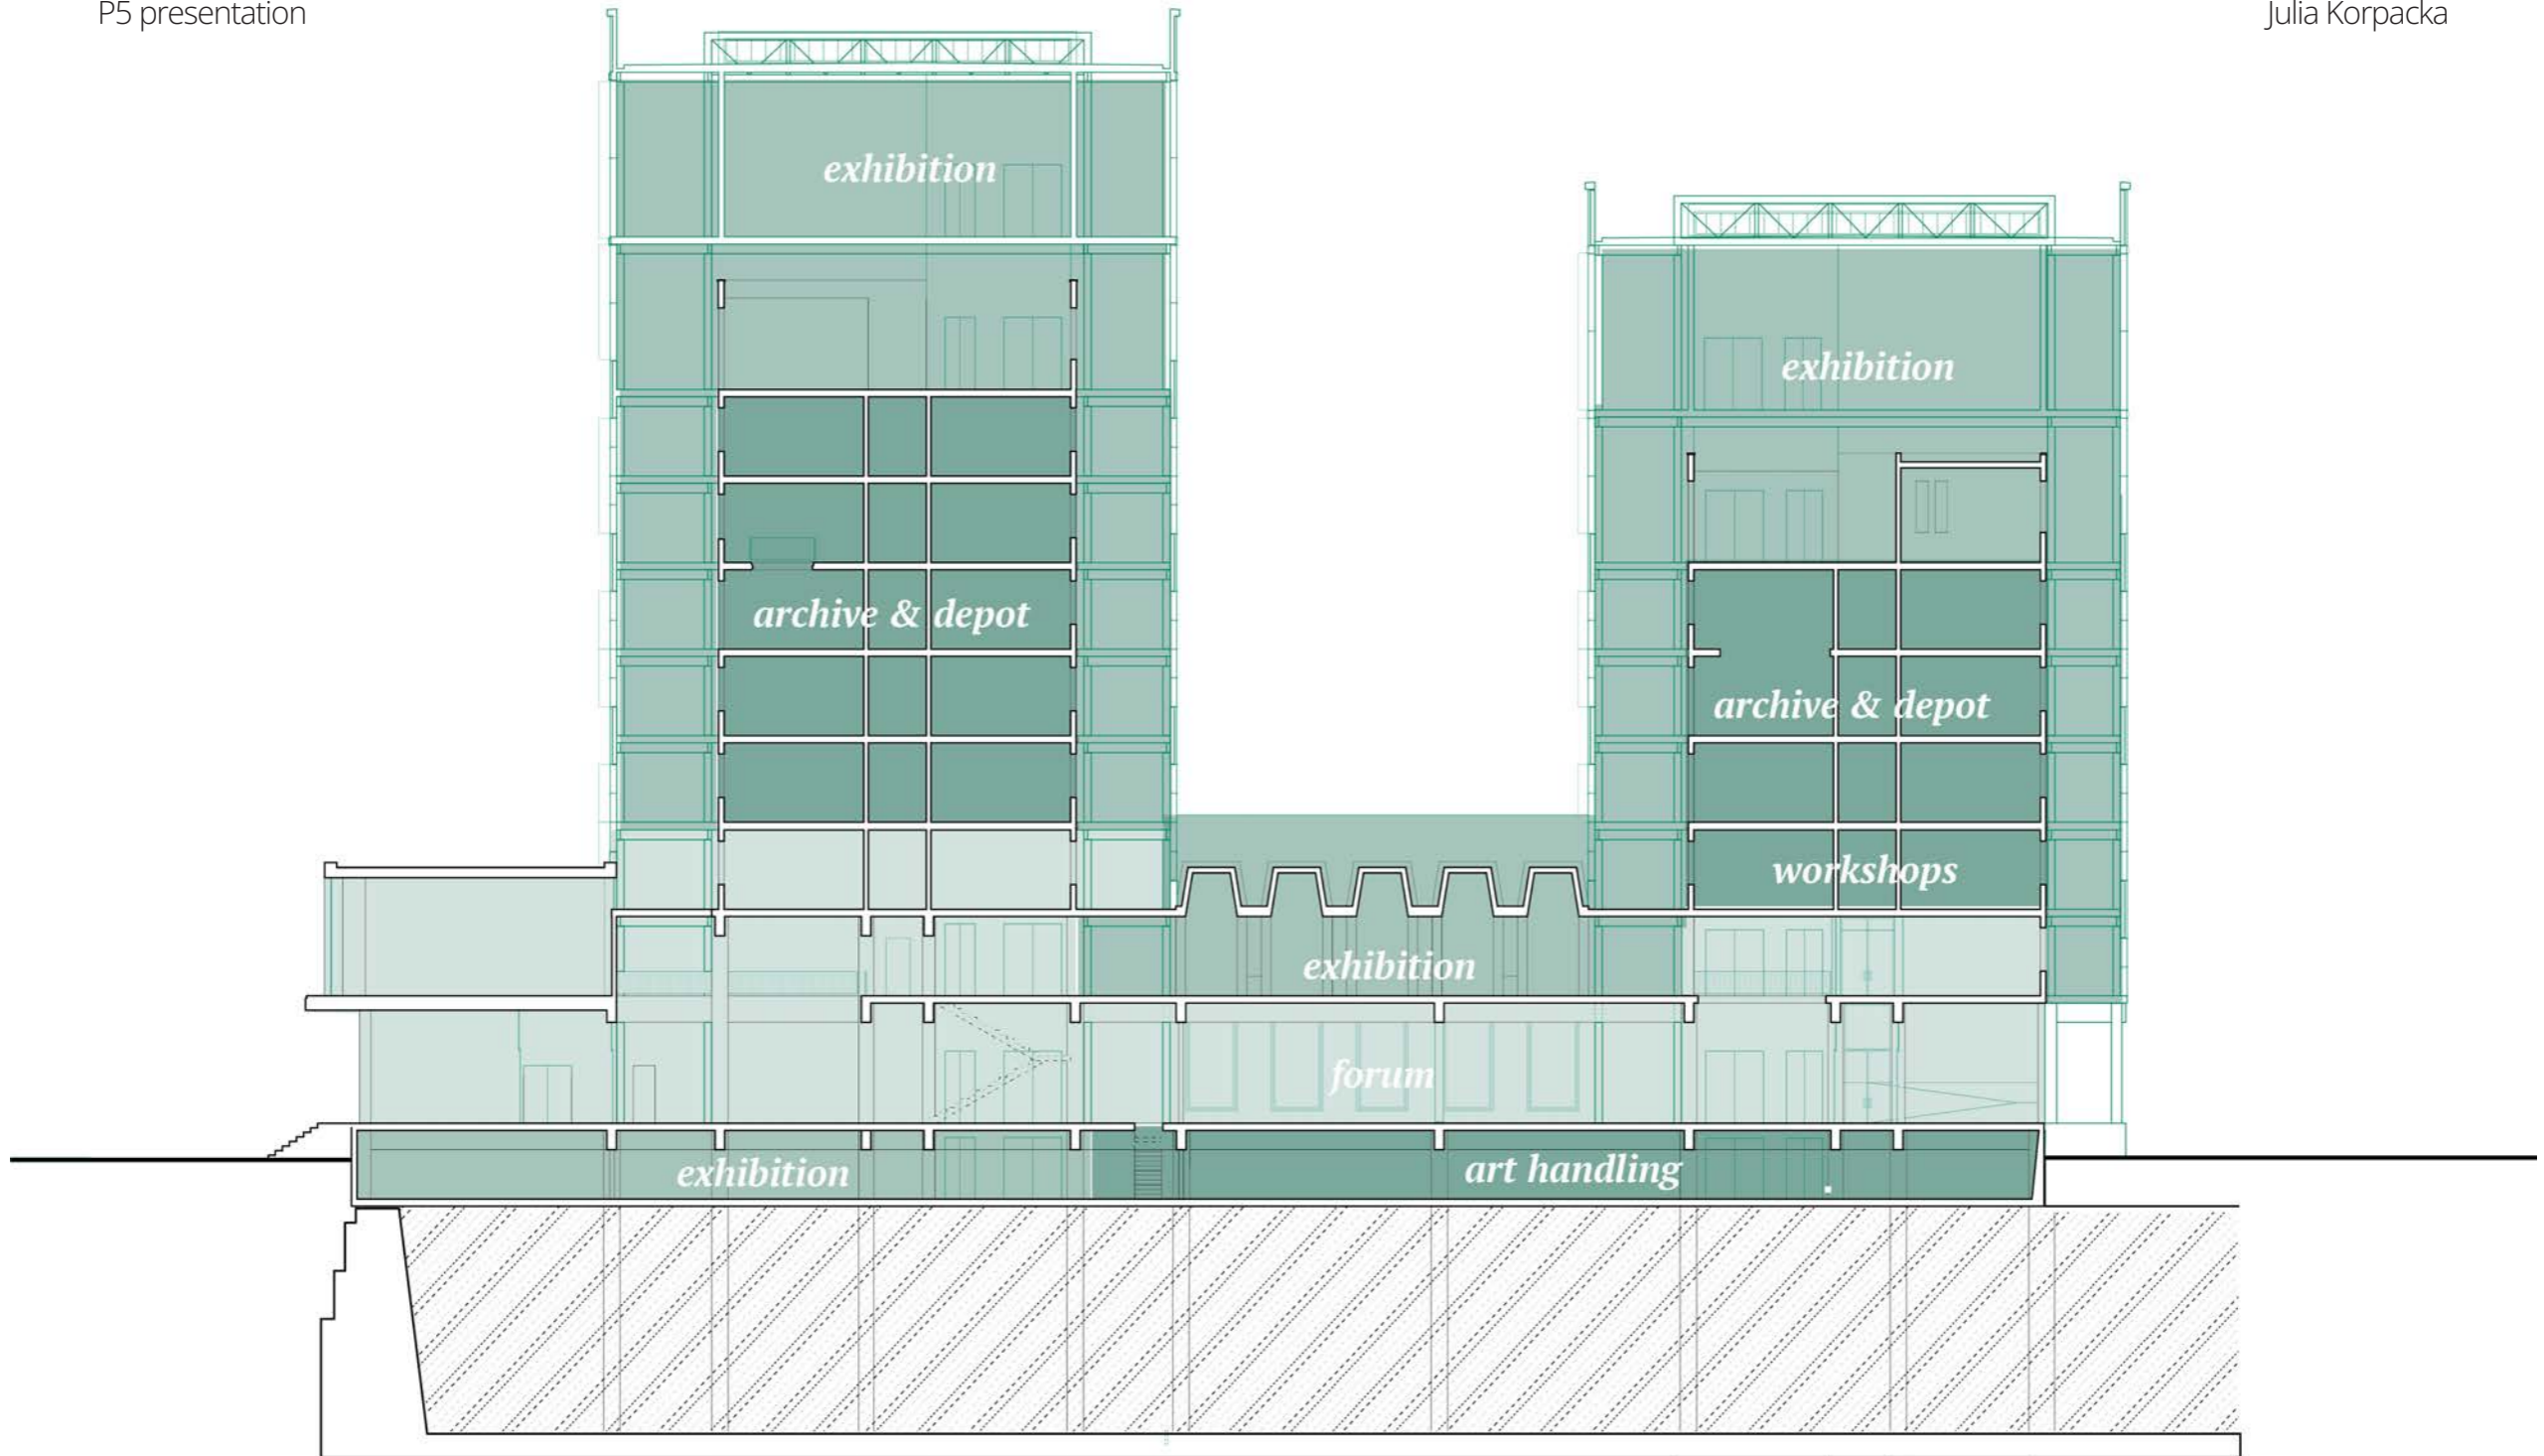 P5 presentation
Julia Korpacka
exhibition
exhibition
archive & depot
archive & depot
workshops
exhibition
forum
exhibition
art handling